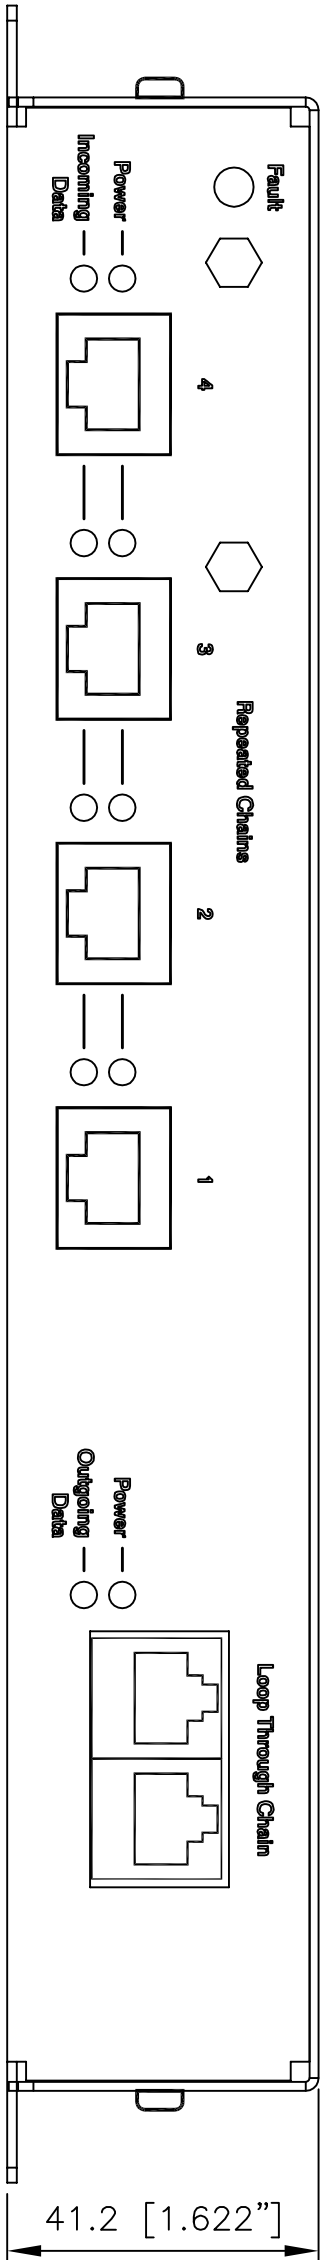 Fault
Power
Incoming
Data
4
3
Repeated Chains
2
1
Power
Outgoing
Data
Loop Through Chain
41.2 [1.622”]